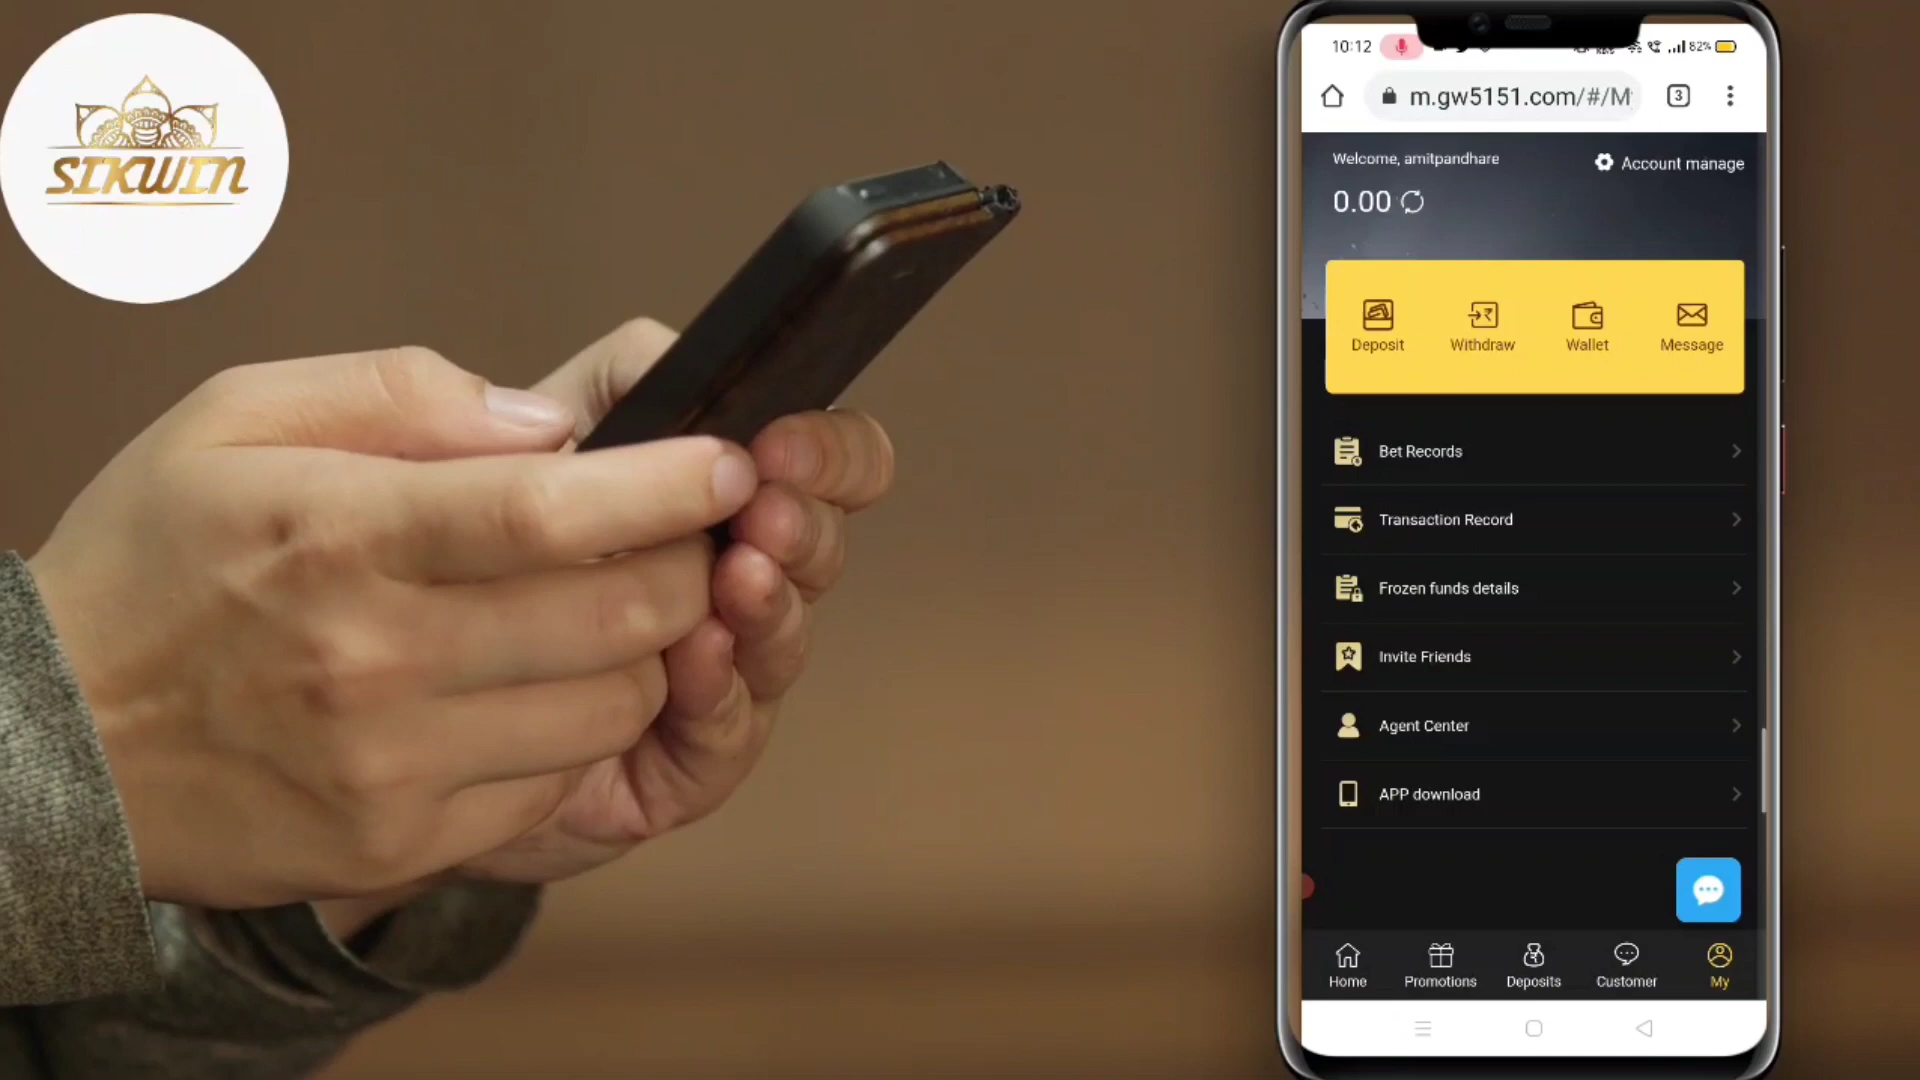 SIKWIN
10:12
82%
m.gw5151.com/#/M
3
Welcome, amitpandhare
Account manage
0.00
Deposit
Withdraw
Wallet
Message
Bet Records
Transaction Record
Frozen funds details
Invite Friends
Agent Center
APP download
Home
Promotions
Deposits
Customer
My